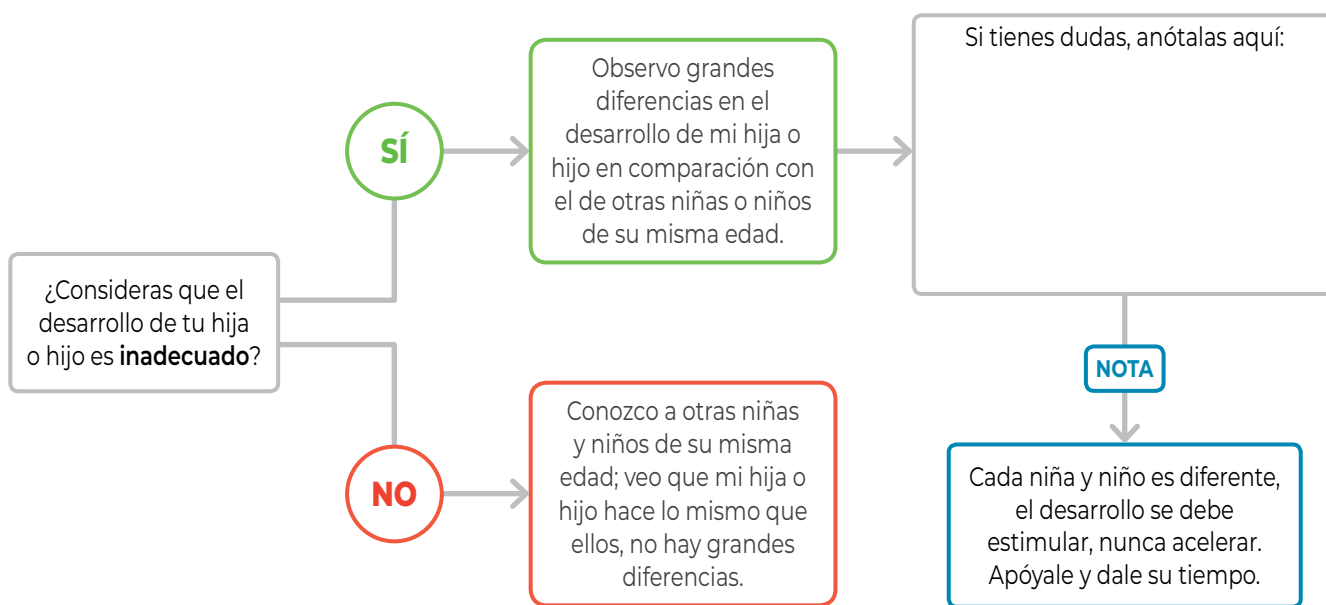 ¿Consideras que el
desarrollo de tu hija
o hijo es inadecuado?
SÍ
Observo grandes
diferencias en el
desarrollo de mi hija o
hijo en comparación con
el de otras niñas o niños
de su misma edad.
Si tienes dudas, anótalas aquí:
NO
Conozco a otras niñas
y niños de su misma
edad; veo que mi hija o
hijo hace lo mismo que
ellos, no hay grandes
diferencias.
NOTA
Cada niña y niño es diferente,
el desarrollo se debe
estimular, nunca acelerar.
Apóyale y dale su tiempo.